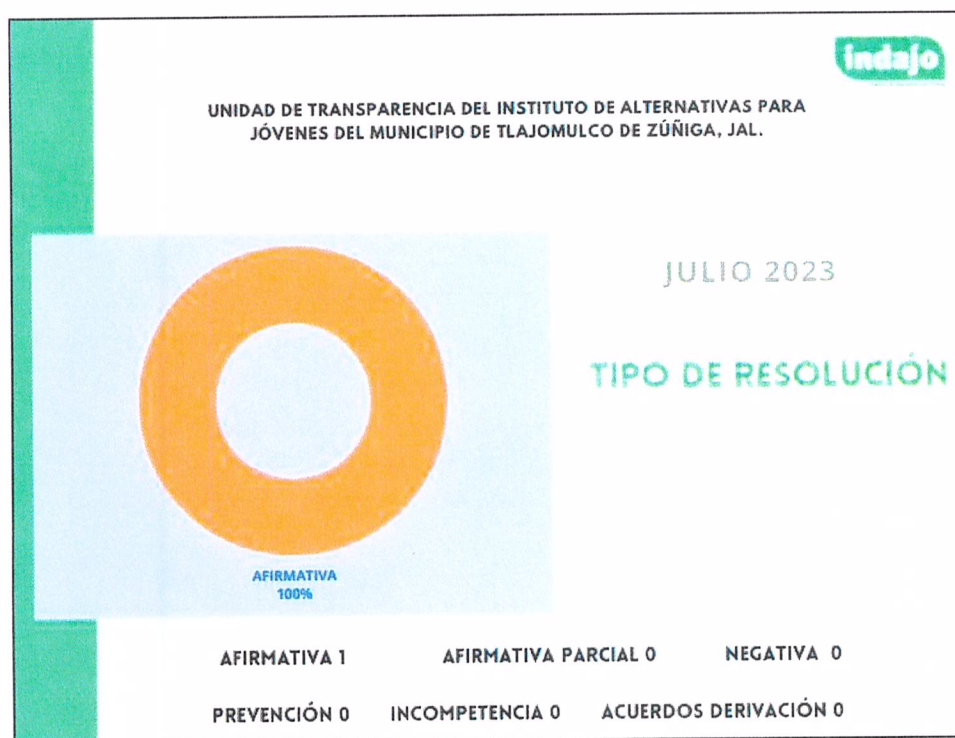 indajo
UNIDAD DE TRANSPARENCIA DEL INSTITUTO DE ALTERNATIVAS PARA
JÓVENES DEL MUNICIPIO DE TLAJOMULCO DE ZÚÑIGA, JAL.
JULIO 2023
TIPO DE RESOLUCIÓN
AFIRMATIVA
100%
AFIRMATIVA 1 AFIRMATIVA PARCIAL 0 NEGATIVA 0
PREVENCIÓN 0 INCOMPETENCIA 0 ACUERDOS DERIVACIÓN 0